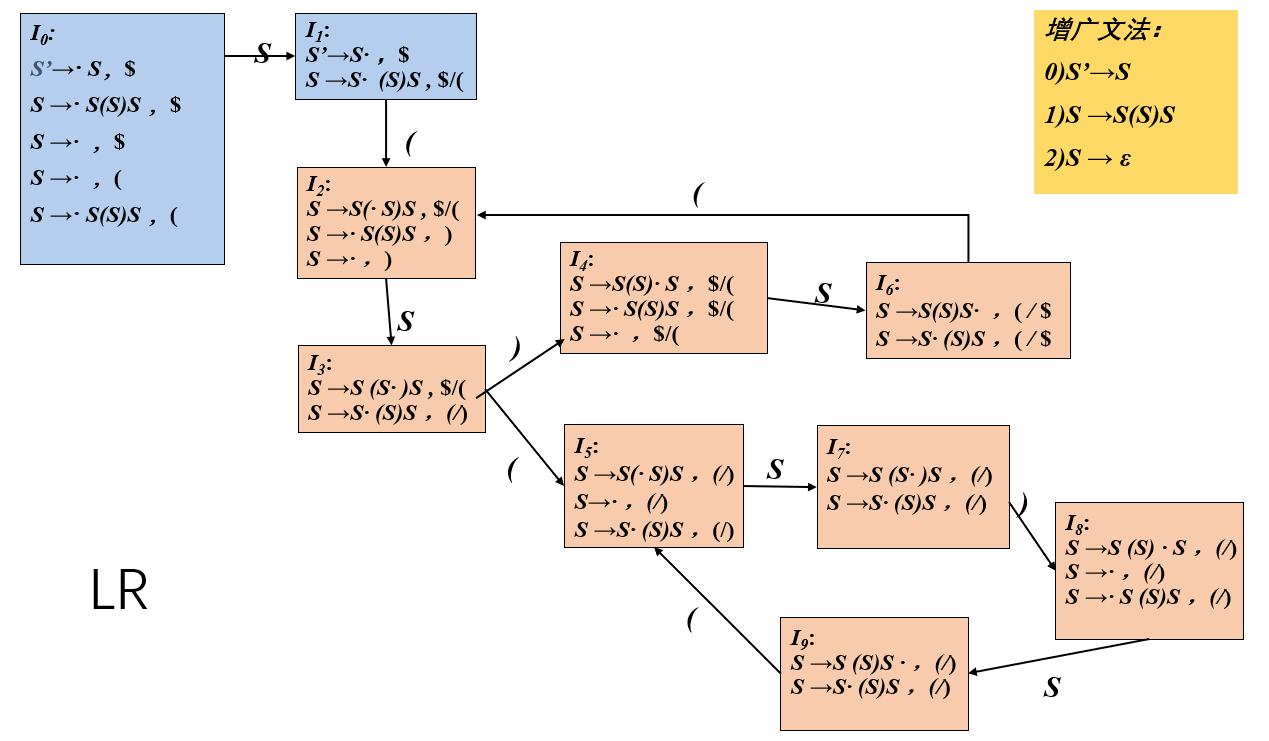 I0:
S’→· S, $
S →· S(S)S , $
S →· , $
S →· , (
S →· S(S)S , (
S
I1:
S’→S· , $
S →S· (S)S , $/(
(
增广文法：
0)S’→S
1)S →S(S)S
2)S → ε
I2:
S →S(· S)S , $/(
S →· S(S)S , )
S →· , )
(
S
I3:
S →S (S· )S , $/(
S →S· (S)S , (/)
)
(
I4:
S →S(S)· S , $/(
S →· S(S)S , $/(
S →· , $/(
S
I6:
S →S(S)S· , ( / $
S →S· (S)S , ( / $
I5:
S →S(· S)S , (/)
S→· , (/)
S →S· (S)S , (/)
S
I7:
S →S (S· )S , (/)
S →S· (S)S , (/)
)
I8:
S →S (S) · S , (/)
S →· , (/)
S →· S (S)S , (/)
S
I9:
S →S (S)S · , (/)
S →S· (S)S , (/)
(
LR